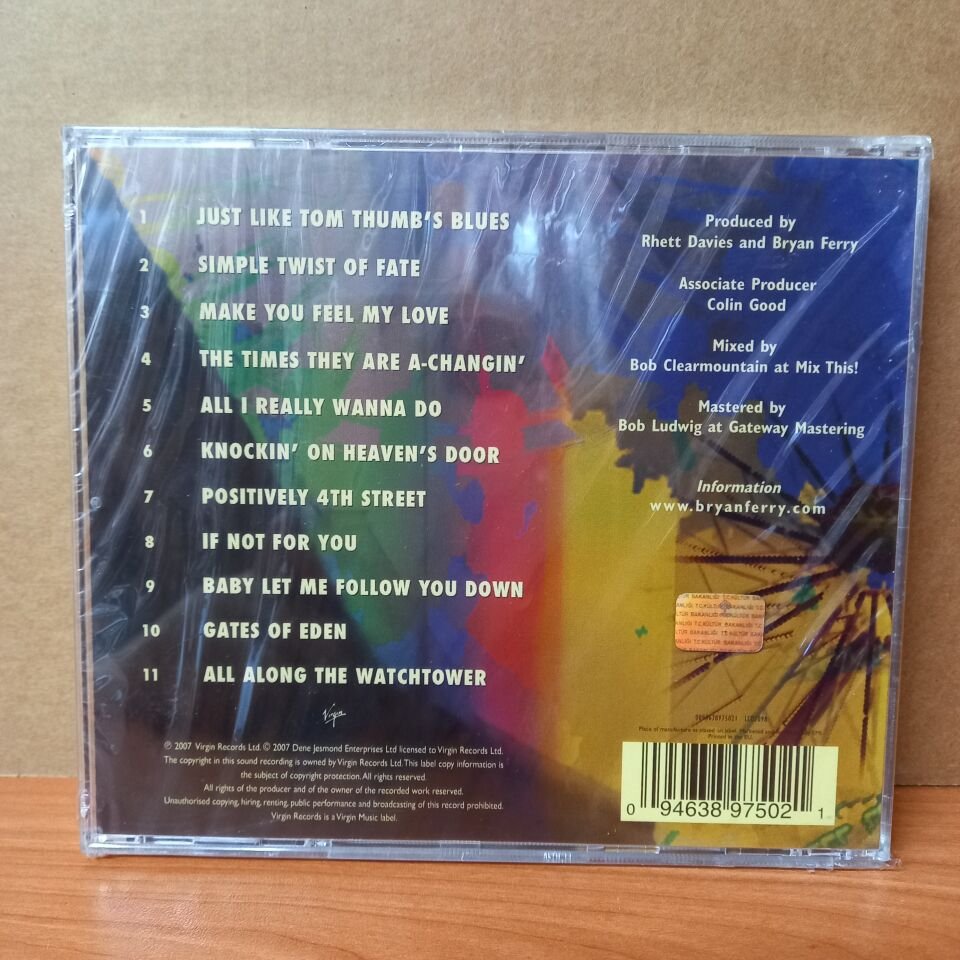 1 JUST LIKE TOM THUMB'S BLUES
2 SIMPLE TWIST OF FATE
3 MAKE YOU FEEL MY LOVE
4 THE TIMES THEY ARE A-CHANGIN'
5 ALL I REALLY WANNA DO
6 KNOCKIN' ON HEAVEN'S DOOR
7 POSITIVELY 4TH STREET
8 IF NOT FOR YOU
9 BABY LET ME FOLLOW YOU DOWN
10 GATES OF EDEN
11 ALL ALONG THE WATCHTOWER
Virgin
℗ 2007 Virgin Records Ltd. © 2007 Dene Jesmond Enterprises Ltd licensed to Virgin Records Ltd.
The copyright in this sound recording is owned by Virgin Records Ltd. This label copy information is
the subject of copyright protection. All rights reserved.
All rights of the producer and of the owner of the recorded work reserved.
Unauthorised copying, hiring, renting, public performance and broadcasting of this record prohibited.
Virgin Records is a Virgin Music label.
Produced by
Rhett Davies and Bryan Ferry
Associate Producer
Colin Good
Mixed by
Bob Clearmountain at Mix This!
Mastered by
Bob Ludwig at Gateway Mastering
Information
www.bryanferry.com
T.C. KÜLTÜR BAKANLIĞI
Printed in the EU.
0 94638 97502 1